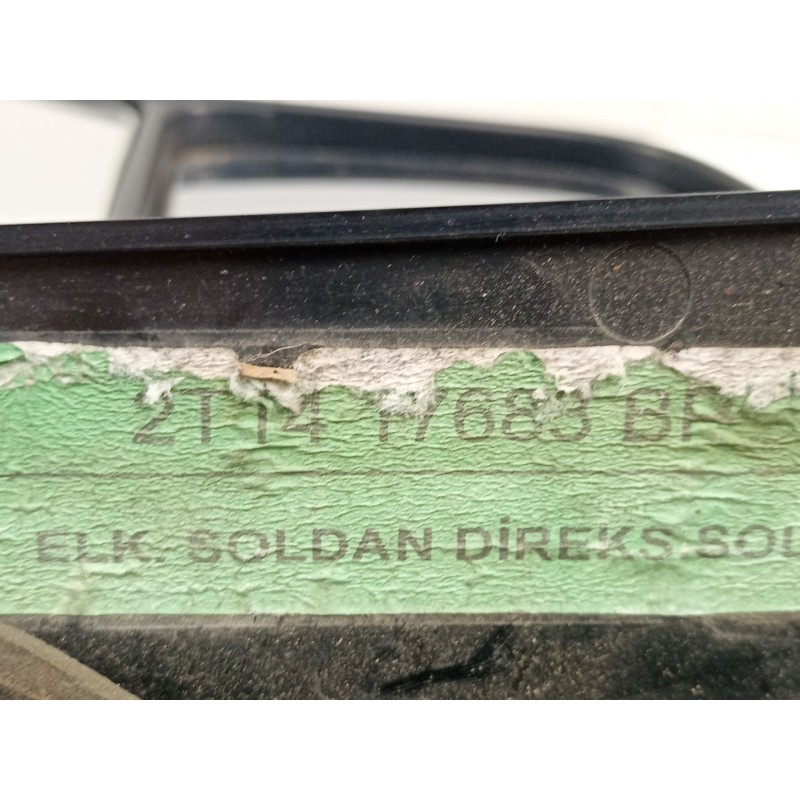 2T14 17683 BF
ELK. SOLDAN DİREKS SOL